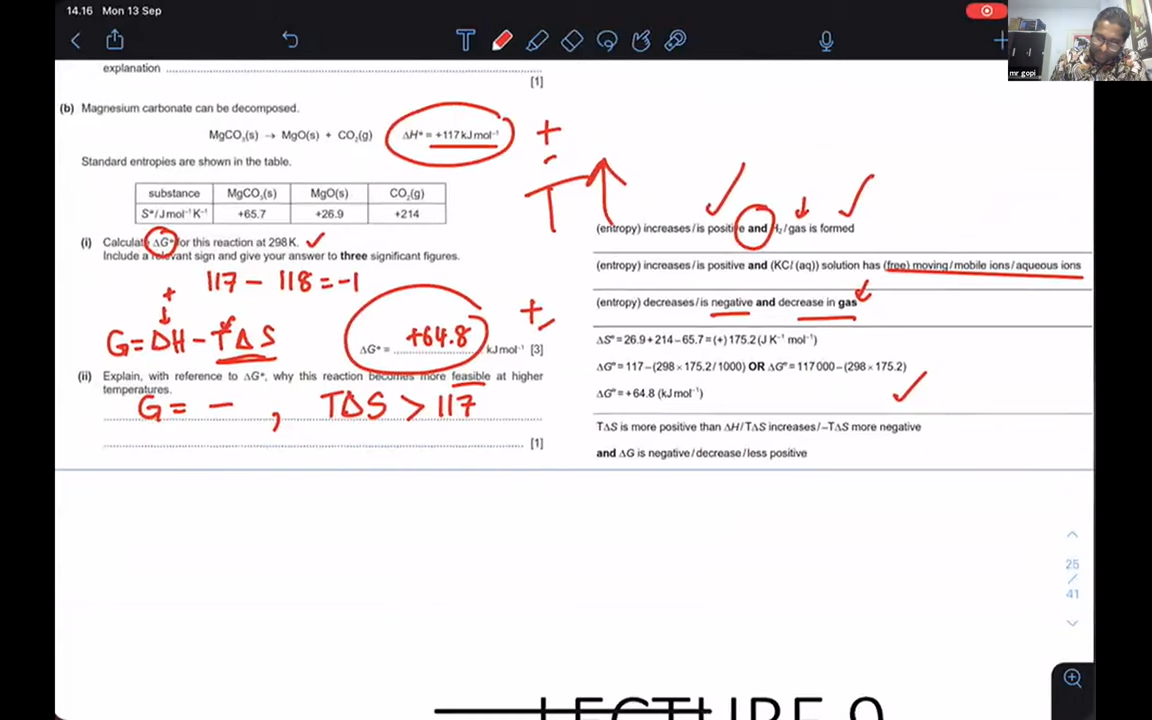 14.16 Mon 13 Sep
mr gopi
explanation
[1]
(b) Magnesium carbonate can be decomposed.
MgCO₃(s) → MgO(s) + CO₂(g) ΔH° = +117 kJ mol⁻¹
+
Standard entropies are shown in the table.
substance MgCO₃(s) MgO(s) CO₂(g)
S°/J mol⁻¹ K⁻¹ +65.7 +26.9 +214
T ↑
(i) Calculate ΔG° for this reaction at 298 K. ✓
Include a relevant sign and give your answer to three significant figures.
117 − 118 = −1
+
G = ΔH − TΔS
+64.8
+
ΔG° = kJ mol⁻¹ [3]
(ii) Explain, with reference to ΔG°, why this reaction becomes more feasible at higher
temperatures.
G = − , TΔS > 117
[1]
(entropy) increases/is positive and H₂/gas is formed
(entropy) increases/is positive and (KCl(aq)) solution has (free) moving/mobile ions/aqueous ions
(entropy) decreases/is negative and decrease in gas
ΔS° = 26.9 + 214 − 65.7 = (+) 175.2 (J K⁻¹ mol⁻¹)
ΔG° = 117 − (298 × 175.2/1000) OR ΔG° = 117 000 − (298 × 175.2)
ΔG° = +64.8 (kJ mol⁻¹)
TΔS is more positive than ΔH/TΔS increases/−TΔS more negative
and ΔG is negative/decrease/less positive
25
/
41
LECTURE 9